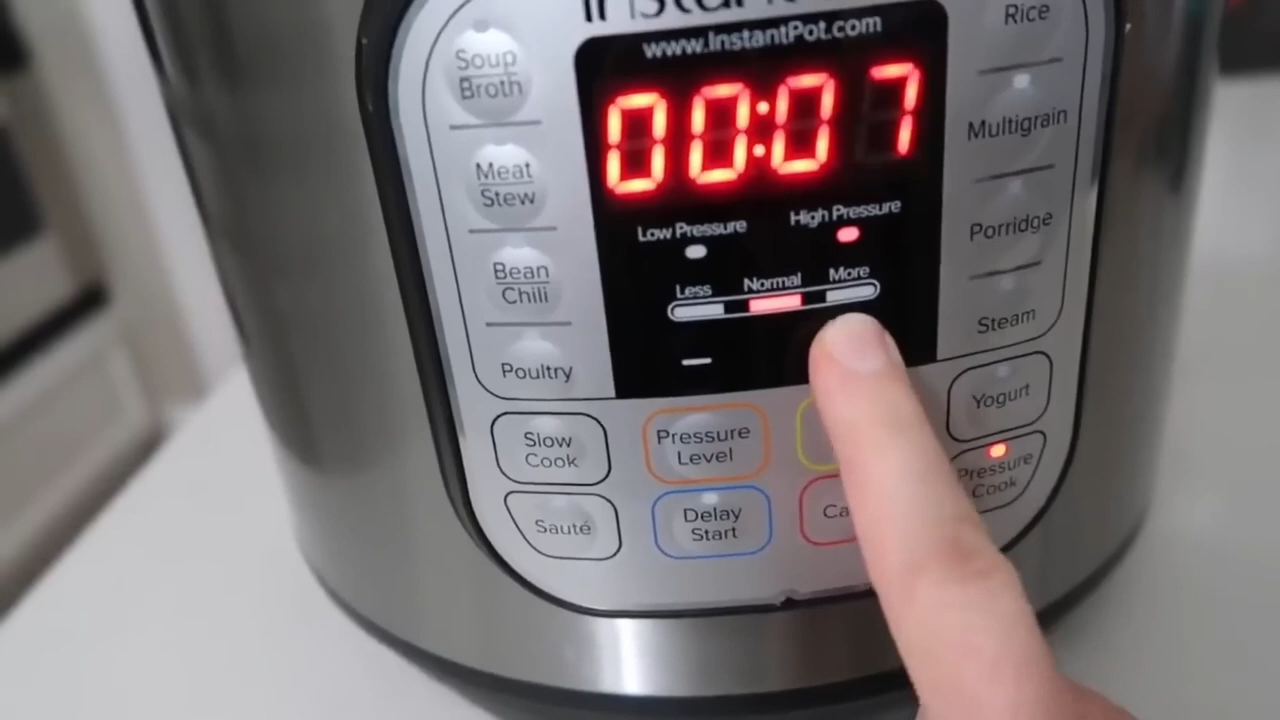 www.InstantPot.com
00:07
Low Pressure
High Pressure
Less
Normal
More
Soup
Broth
Meat
Stew
Bean
Chili
Poultry
Slow
Cook
Sauté
Pressure
Level
Delay
Start
Rice
Multigrain
Porridge
Steam
Yogurt
Pressure
Cook